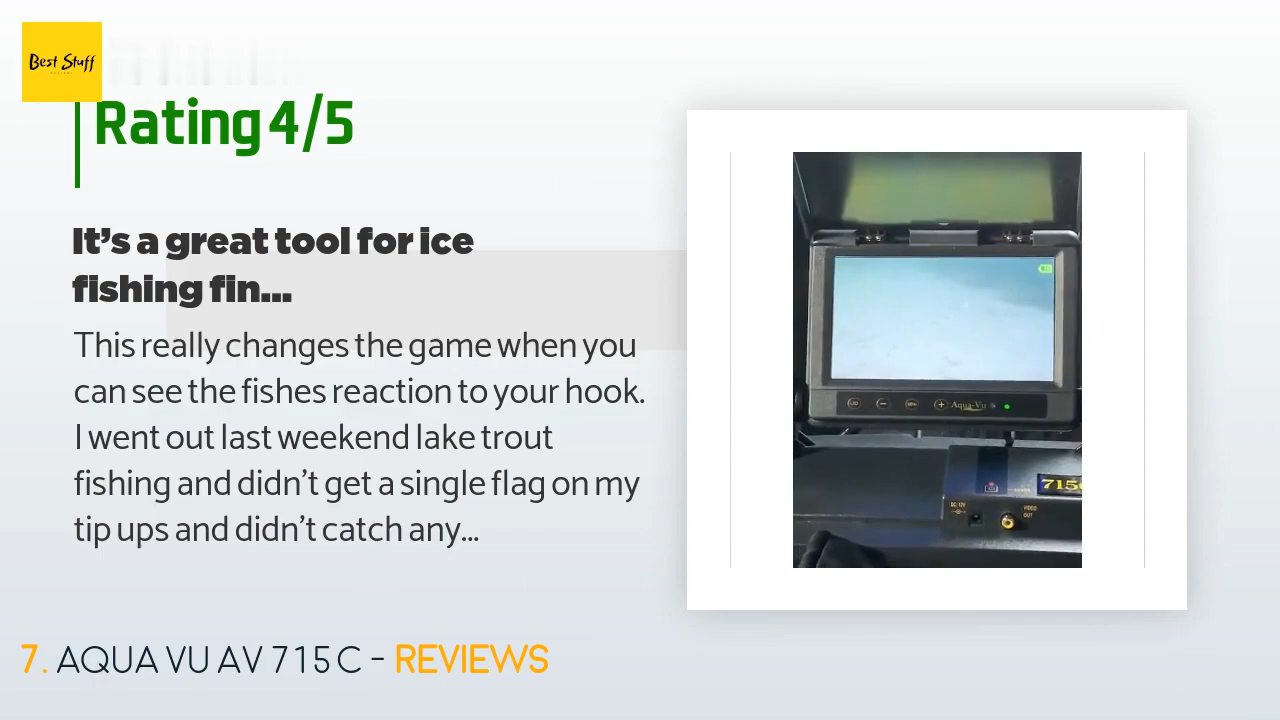 Best Stuff
Rating 4/5
It's a great tool for ice
fishing fin...
This really changes the game when you
can see the fishes reaction to your hook.
I went out last weekend lake trout
fishing and didn't get a single flag on my
tip ups and didn't catch any...
Aqua-Vu
715
DC 12V
VIDEO
OUT
7. AQUA VU AV 715C - REVIEWS